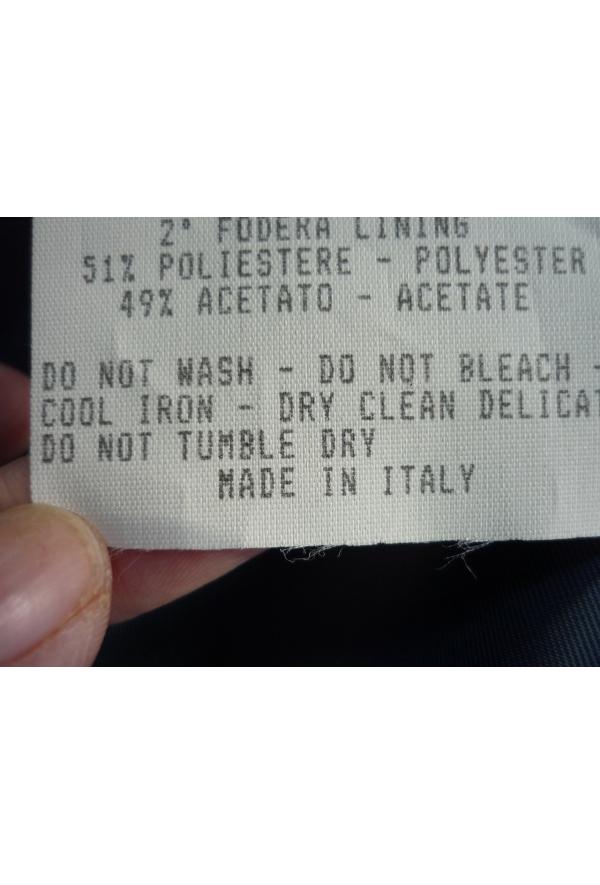 2° FODERA LINING
51% POLIESTERE - POLYESTER
49% ACETATO - ACETATE
DO NOT WASH - DO NOT BLEACH -
COOL IRON - DRY CLEAN DELICAT
DO NOT TUMBLE DRY
MADE IN ITALY